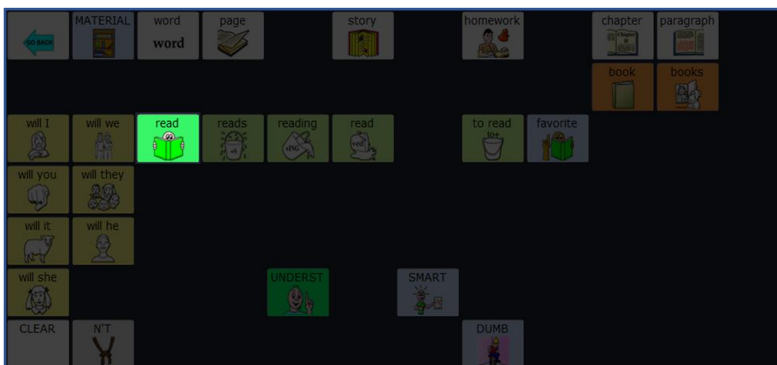 MATERIAL word page story homework chapter paragraph
GO BACK word Chapter
book books
will I will we read reads reading read to read favorite
will you will they
will it will he
will she UNDERST SMART
CLEAR N'T DUMB